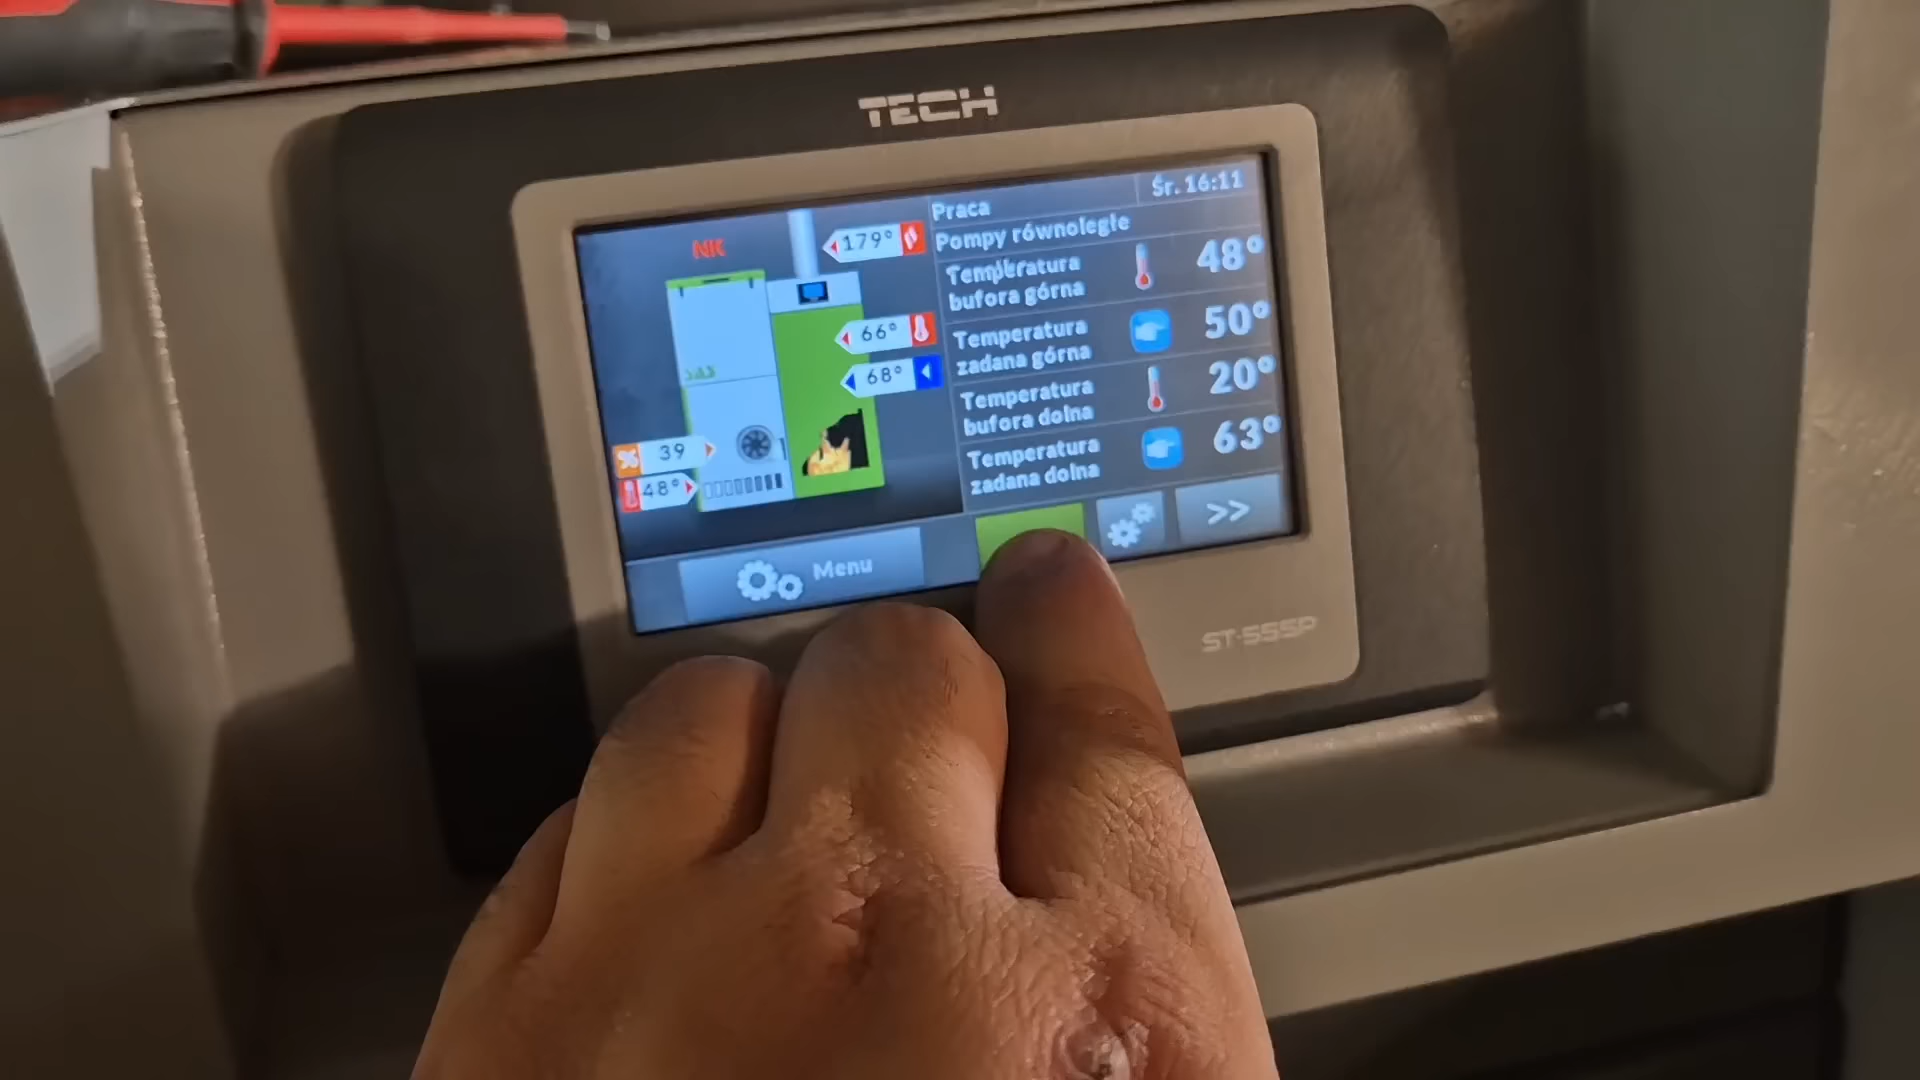 TECH
Śr. 16:11
NK
179°
66°
68°
SAS
% 39
48°
Praca
Pompy równoległe
Temperatura
bufora górna
48°
Temperatura
zadana górna
50°
Temperatura
bufora dolna
20°
Temperatura
zadana dolna
63°
Menu
>>
ST-555P